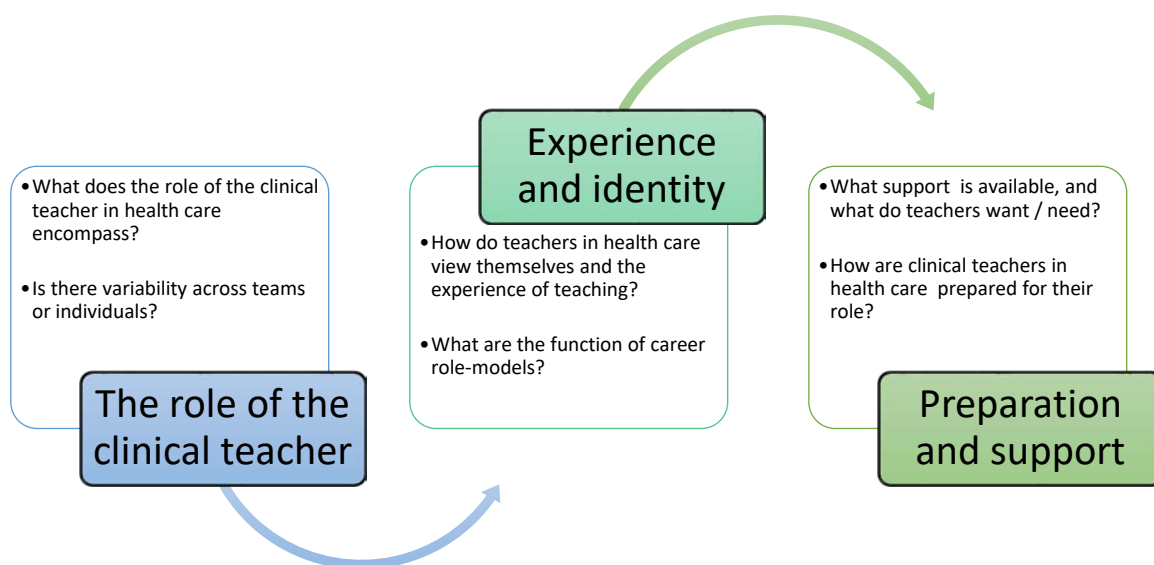 •What does the role of the clinical
teacher in health care
encompass?
•Is there variability across teams
or individuals?
The role of the
clinical teacher
Experience
and identity
•How do teachers in health care
view themselves and the
experience of teaching?
•What are the function of career
role-models?
•What support  is available, and
what do teachers want / need?
•How are clinical teachers in
health care  prepared for their
role?
Preparation
and support